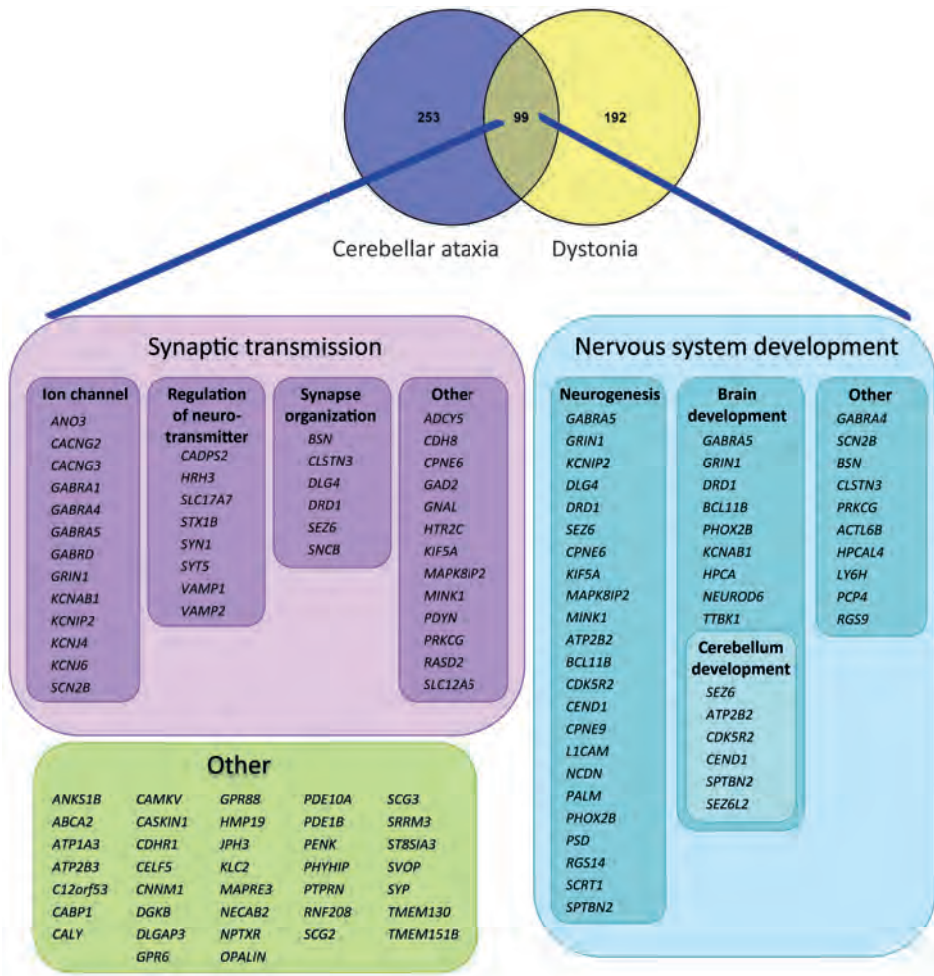 253
99
192
Cerebellar ataxia
Dystonia
Synaptic transmission
Ion channel
ANO3
CACNG2
CACNG3
GABRA1
GABRA4
GABRA5
GABRD
GRIN1
KCNAB1
KCNIP2
KCNJ4
KCNJ6
SCN2B
Regulation
of neuro-
transmitter
CADPS2
HRH3
SLC17A7
STX1B
SYN1
SYT5
VAMP1
VAMP2
Synapse
organization
BSN
CLSTN3
DLG4
DRD1
SEZ6
SNCB
Other
ADCY5
CDH8
CPNE6
GAD2
GNAL
HTR2C
KIF5A
MAPK8IP2
MINK1
PDYN
PRKCG
RASD2
SLC12A5
Nervous system development
Neurogenesis
GABRA5
GRIN1
KCNIP2
DLG4
DRD1
SEZ6
CPNE6
KIF5A
MAPK8IP2
MINK1
ATP2B2
BCL11B
CDK5R2
CEND1
CPNE9
L1CAM
NCDN
PALM
PHOX2B
PSD
RGS14
SCRT1
SPTBN2
Brain
development
GABRA5
GRIN1
DRD1
BCL11B
PHOX2B
KCNAB1
HPCA
NEUROD6
TTBK1
Cerebellum
development
SEZ6
ATP2B2
CDK5R2
CEND1
SPTBN2
SEZ6L2
Other
GABRA4
SCN2B
BSN
CLSTN3
PRKCG
ACTL6B
HPCAL4
LY6H
PCP4
RGS9
Other
ANKS1B
ABCA2
ATP1A3
ATP2B3
C12orf53
CABP1
CALY
CAMKV
CASKIN1
CDHR1
CELF5
CNNM1
DGKB
DLGAP3
GPR6
GPR88
HMP19
JPH3
KLC2
MAPRE3
NECAB2
NPTXR
OPALIN
PDE10A
PDE1B
PENK
PHYHIP
PTPRN
RNF208
SCG2
SCG3
SRRM3
ST8SIA3
SVOP
SYP
TMEM130
TMEM151B